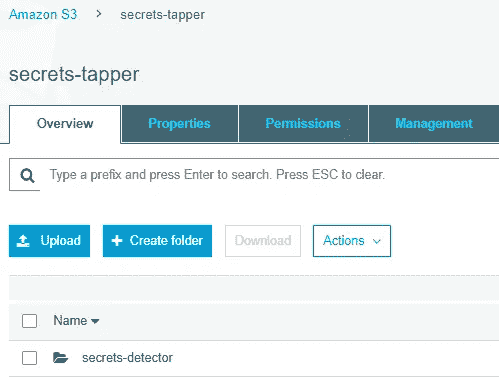 Amazon S3 > secrets-tapper
secrets-tapper
Overview Properties Permissions Management
Type a prefix and press Enter to search. Press ESC to clear.
Upload + Create folder Download Actions
Name
secrets-detector